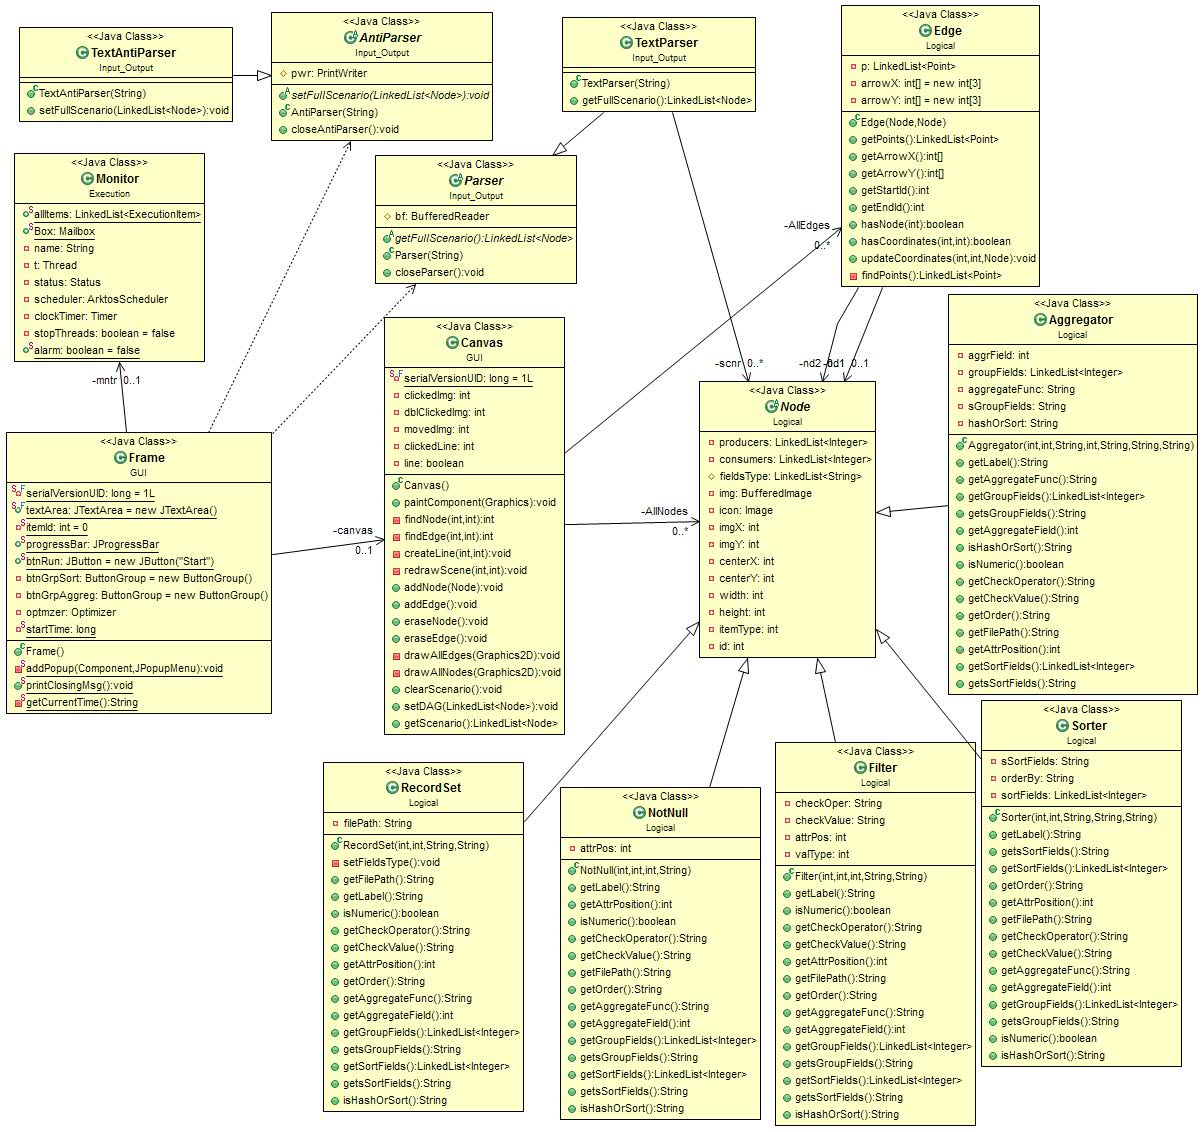 <<Java Class>>
TextAntiParser
Input_Output
TextAntiParser(String)
setFullScenario(LinkedList<Node>):void
<<Java Class>>
AntiParser
Input_Output
pwr: PrintWriter
setFullScenario(LinkedList<Node>):void
AntiParser(String)
closeAntiParser():void
<<Java Class>>
TextParser
Input_Output
TextParser(String)
getFullScenario():LinkedList<Node>
<<Java Class>>
Edge
Logical
p: LinkedList<Point>
arrowX: int[] = new int[3]
arrowY: int[] = new int[3]
Edge(Node,Node)
getPoints():LinkedList<Point>
getArrowX():int[]
getArrowY():int[]
getStartId():int
getEndId():int
hasNode(int):boolean
hasCoordinates(int,int):boolean
updateCoordinates(int,int,Node):void
findPoints():LinkedList<Point>
<<Java Class>>
Monitor
Execution
allItems: LinkedList<ExecutionItem>
Box: Mailbox
name: String
t: Thread
status: Status
scheduler: ArktosScheduler
clockTimer: Timer
stopThreads: boolean = false
alarm: boolean = false
<<Java Class>>
Parser
Input_Output
bf: BufferedReader
getFullScenario():LinkedList<Node>
Parser(String)
closeParser():void
-AllEdges
0..*
-mntr 0..1
-scnr 0..*
-nd2
0..1
<<Java Class>>
Frame
GUI
serialVersionUID: long = 1L
textArea: JTextArea = new JTextArea()
itemId: int = 0
progressBar: JProgressBar
btnRun: JButton = new JButton("Start")
btnGrpSort: ButtonGroup = new ButtonGroup()
btnGrpAggreg: ButtonGroup = new ButtonGroup()
optmzer: Optimizer
startTime: long
Frame()
addPopup(Component,JPopupMenu):void
printClosingMsg():void
getCurrentTime():String
-canvas
0..1
<<Java Class>>
Canvas
GUI
serialVersionUID: long = 1L
clickedImg: int
dblClickedImg: int
movedImg: int
clickedLine: int
line: boolean
Canvas()
paintComponent(Graphics):void
findNode(int,int):int
findEdge(int,int):int
createLine(int,int):void
redrawScene(int,int):void
addNode(Node):void
addEdge():void
eraseNode():void
eraseEdge():void
drawAllEdges(Graphics2D):void
drawAllNodes(Graphics2D):void
clearScenario():void
setDAG(LinkedList<Node>):void
getScenario():LinkedList<Node>
-AllNodes
0..*
<<Java Class>>
Node
Logical
producers: LinkedList<Integer>
consumers: LinkedList<Integer>
fieldsType: LinkedList<String>
img: BufferedImage
icon: Image
imgX: int
imgY: int
centerX: int
centerY: int
width: int
height: int
itemType: int
id: int
<<Java Class>>
Aggregator
Logical
aggrField: int
groupFields: LinkedList<Integer>
aggregateFunc: String
sGroupFields: String
hashOrSort: String
Aggregator(int,int,String,int,String,String,String)
getLabel():String
getAggregateFunc():String
getGroupFields():LinkedList<Integer>
getsGroupFields():String
getAggregateField():int
isHashOrSort():String
isNumeric():boolean
getCheckOperator():String
getCheckValue():String
getOrder():String
getFilePath():String
getAttrPosition():int
getSortFields():LinkedList<Integer>
getsSortFields():String
<<Java Class>>
RecordSet
Logical
filePath: String
RecordSet(int,int,String,String)
setFieldsType():void
getFilePath():String
getLabel():String
isNumeric():boolean
getCheckOperator():String
getCheckValue():String
getAttrPosition():int
getOrder():String
getAggregateFunc():String
getAggregateField():int
getGroupFields():LinkedList<Integer>
getsGroupFields():String
getSortFields():LinkedList<Integer>
getsSortFields():String
isHashOrSort():String
<<Java Class>>
NotNull
Logical
attrPos: int
NotNull(int,int,int,String)
getLabel():String
getAttrPosition():int
isNumeric():boolean
getCheckOperator():String
getCheckValue():String
getFilePath():String
getOrder():String
getAggregateFunc():String
getAggregateField():int
getGroupFields():LinkedList<Integer>
getsGroupFields():String
getSortFields():LinkedList<Integer>
getsSortFields():String
isHashOrSort():String
<<Java Class>>
Filter
Logical
checkOper: String
checkValue: String
attrPos: int
valType: int
Filter(int,int,int,String,String)
getLabel():String
isNumeric():boolean
getCheckOperator():String
getCheckValue():String
getAttrPosition():int
getFilePath():String
getOrder():String
getAggregateFunc():String
getAggregateField():int
getGroupFields():LinkedList<Integer>
getsGroupFields():String
getSortFields():LinkedList<Integer>
getsSortFields():String
isHashOrSort():String
<<Java Class>>
Sorter
Logical
sSortFields: String
orderBy: String
sortFields: LinkedList<Integer>
Sorter(int,int,String,String,String)
getLabel():String
getsSortFields():String
getSortFields():LinkedList<Integer>
getOrder():String
getAttrPosition():int
getFilePath():String
getCheckOperator():String
getCheckValue():String
getAggregateFunc():String
getAggregateField():int
getGroupFields():LinkedList<Integer>
getsGroupFields():String
isNumeric():boolean
isHashOrSort():String